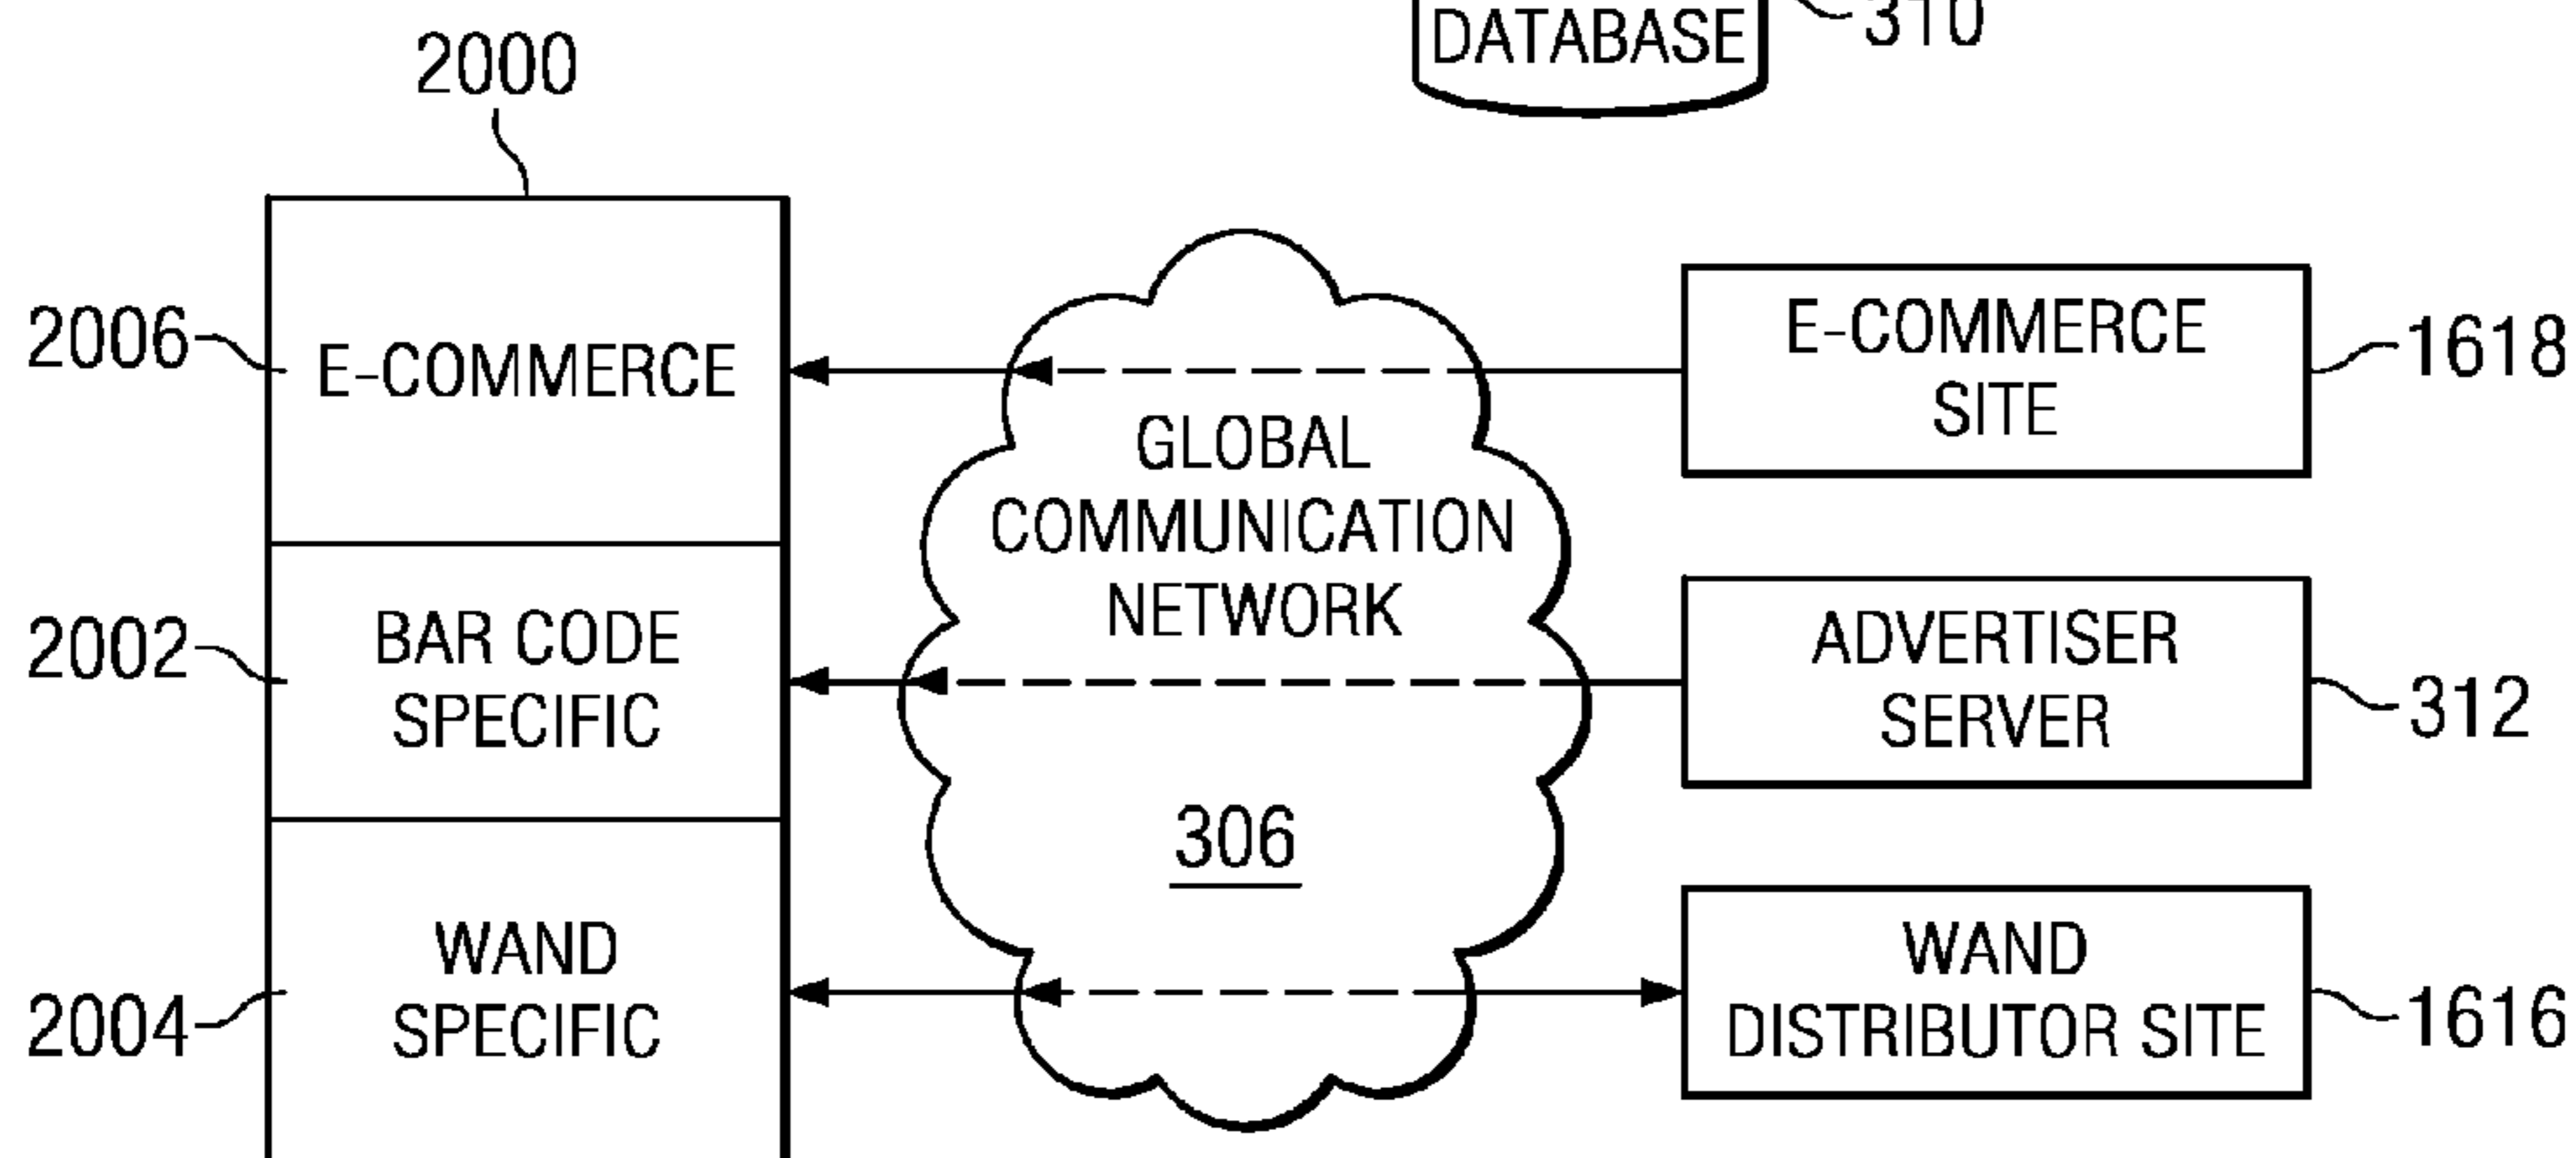 310
DATABASE
2000
2006
E-COMMERCE
E-COMMERCE
SITE
1618
GLOBAL
COMMUNICATION
NETWORK
2002
BAR CODE
SPECIFIC
ADVERTISER
SERVER
312
306
2004
WAND
SPECIFIC
WAND
DISTRIBUTOR SITE
1616